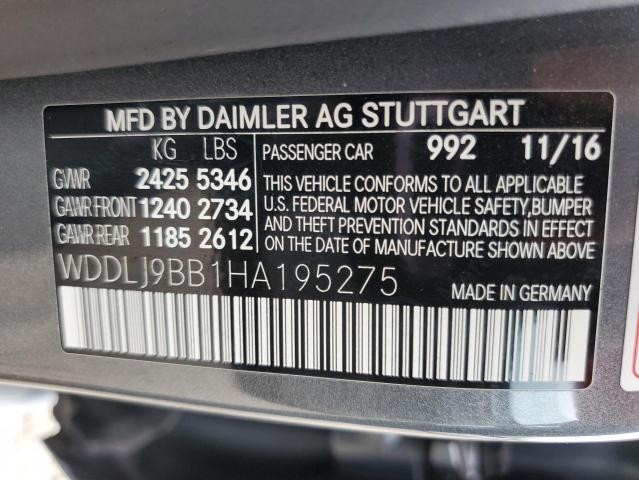 MFD BY DAIMLER AG STUTTGART
KG LBS
GVWR 2425 5346
GAWR FRONT 1240 2734
GAWR REAR 1185 2612
PASSENGER CAR 992 11/16
THIS VEHICLE CONFORMS TO ALL APPLICABLE
U.S. FEDERAL MOTOR VEHICLE SAFETY,BUMPER
AND THEFT PREVENTION STANDARDS IN EFFECT
ON THE DATE OF MANUFACTURE SHOWN ABOVE.
WDDLJ9BB1HA195275
MADE IN GERMANY